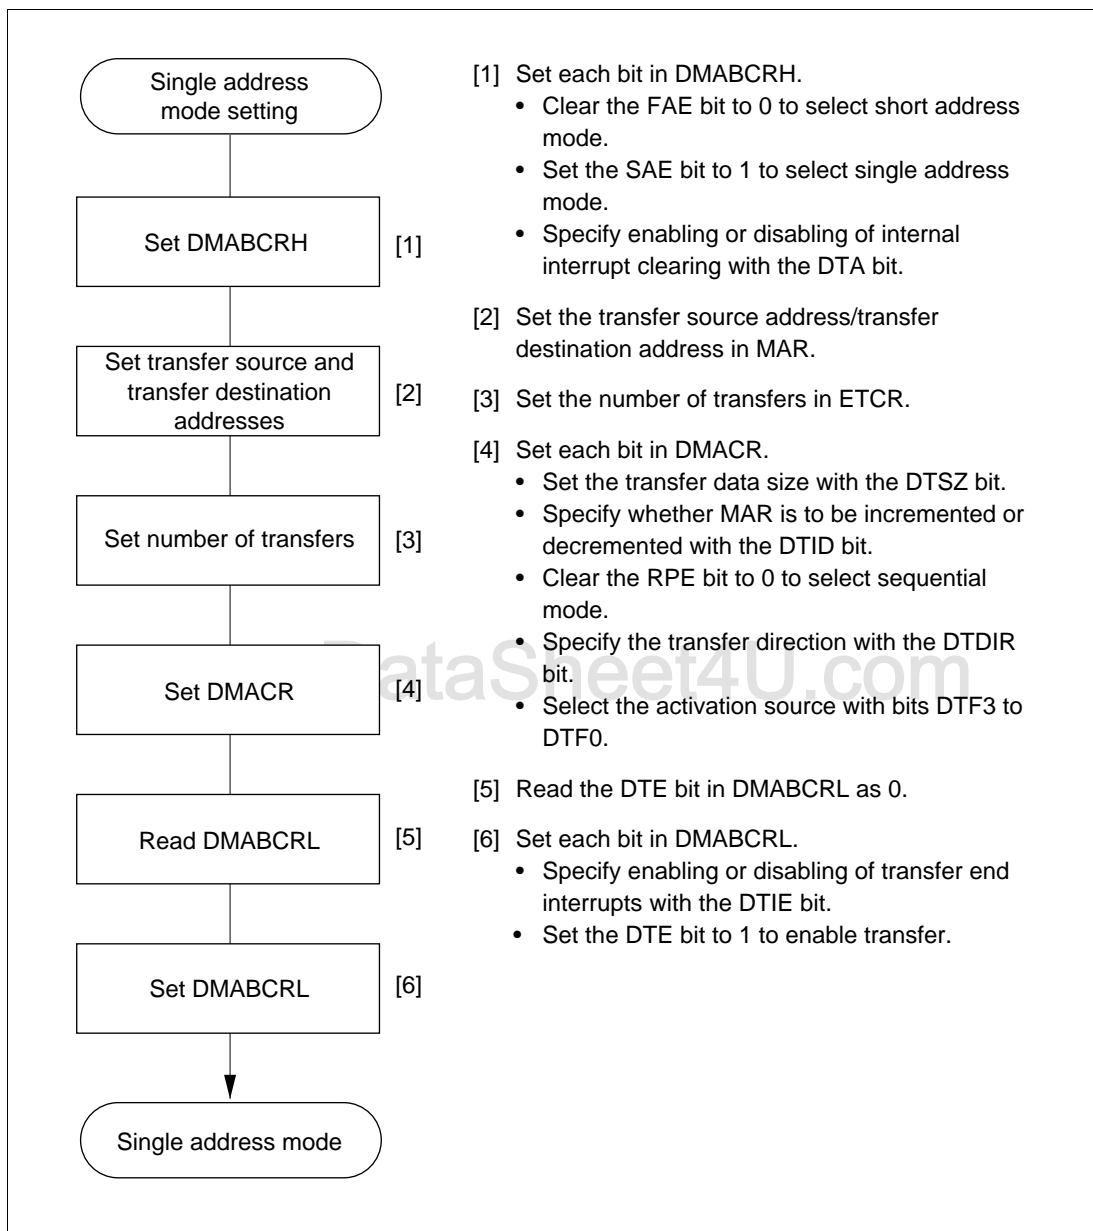 Single address
mode setting
Set DMABCRH
[1]
Set transfer source and
transfer destination
addresses
[2]
Set number of transfers
[3]
Set DMACR
[4]
Read DMABCRL
[5]
Set DMABCRL
[6]
Single address mode
[1] Set each bit in DMABCRH.
• Clear the FAE bit to 0 to select short address
mode.
• Set the SAE bit to 1 to select single address
mode.
• Specify enabling or disabling of internal
interrupt clearing with the DTA bit.
[2] Set the transfer source address/transfer
destination address in MAR.
[3] Set the number of transfers in ETCR.
[4] Set each bit in DMACR.
• Set the transfer data size with the DTSZ bit.
• Specify whether MAR is to be incremented or
decremented with the DTID bit.
• Clear the RPE bit to 0 to select sequential
mode.
• Specify the transfer direction with the DTDIR
bit.
• Select the activation source with bits DTF3 to
DTF0.
[5] Read the DTE bit in DMABCRL as 0.
[6] Set each bit in DMABCRL.
• Specify enabling or disabling of transfer end
interrupts with the DTIE bit.
• Set the DTE bit to 1 to enable transfer.
DataSheet4U.com